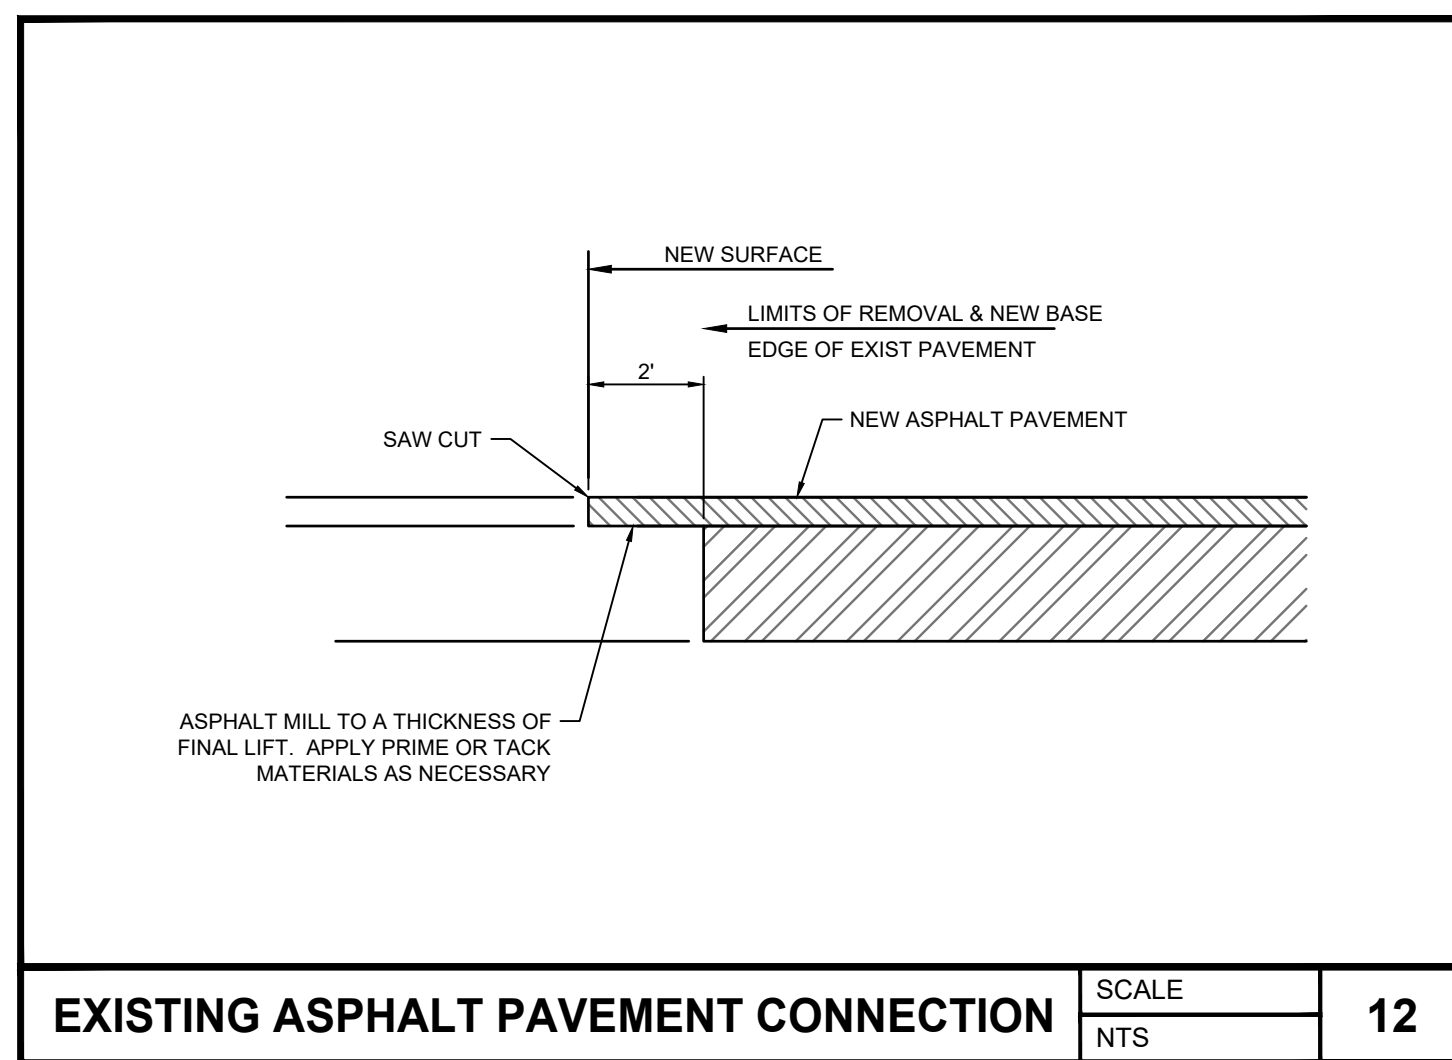 NEW SURFACE
LIMITS OF REMOVAL & NEW BASE
EDGE OF EXIST PAVEMENT
2'
NEW ASPHALT PAVEMENT
SAW CUT
ASPHALT MILL TO A THICKNESS OF
FINAL LIFT.  APPLY PRIME OR TACK
MATERIALS AS NECESSARY
EXISTING ASPHALT PAVEMENT CONNECTION
SCALE
NTS
12